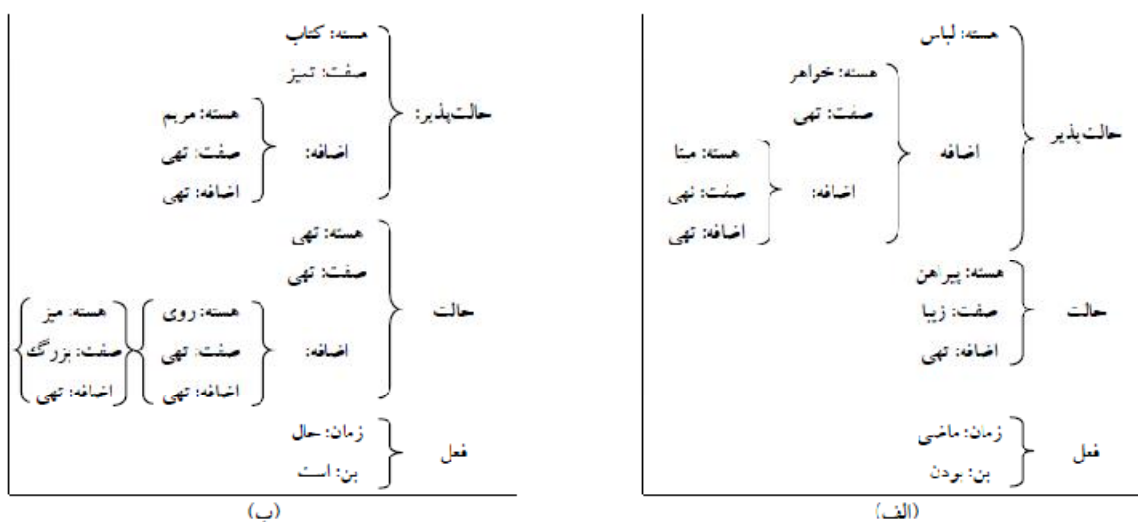 هسته: لباس
هسته: خواهر
صفت: تهی
حالت‌پذیر
اضافه
هسته: مینا
صفت: تهی
اضافه: تهی
اضافه:
هسته: پیراهن
صفت: زیبا
اضافه: تهی
حالت
زمان: ماضی
بن: بودن
فعل
(الف)
هسته: کتاب
صفت: تمیز
حالت‌پذیر:
هسته: مریم
صفت: تهی
اضافه: تهی
اضافه:
هسته: تهی
صفت: تهی
حالت
اضافه:
هسته: روی
صفت: تهی
اضافه: تهی
هسته: میز
صفت: بزرگ
اضافه: تهی
زمان: حال
بن: است
فعل
(ب)